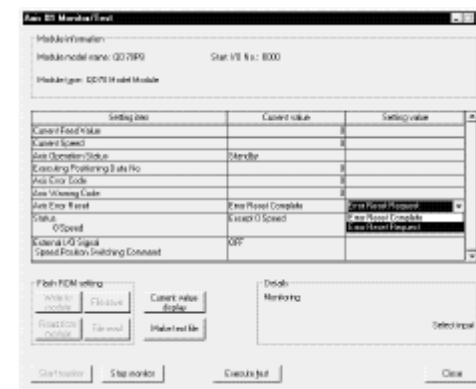 Axis #1 Monitor/Test
Module information
Module model name: QD70P8 Start I/O No.: 0000
Module type: QD70 Model Module
Setting item Current value Setting value
Current Feed Value 0
Current Speed 0
Axis Operation Status Standby
Executing Positioning Data No. 0
Axis Error Code 0
Axis Warning Code 0
Axis Error Reset Error Reset Complete Error Reset Request
Status Except 0 Speed Error Reset Complete
0 Speed Error Reset Request
External I/O Signal OFF
Speed-Position Switching Command
Flash ROM setting Details
Write to module File save Current value display Monitoring
Read from module File read Make text file
Select input
Start monitor Stop monitor Execute test Close